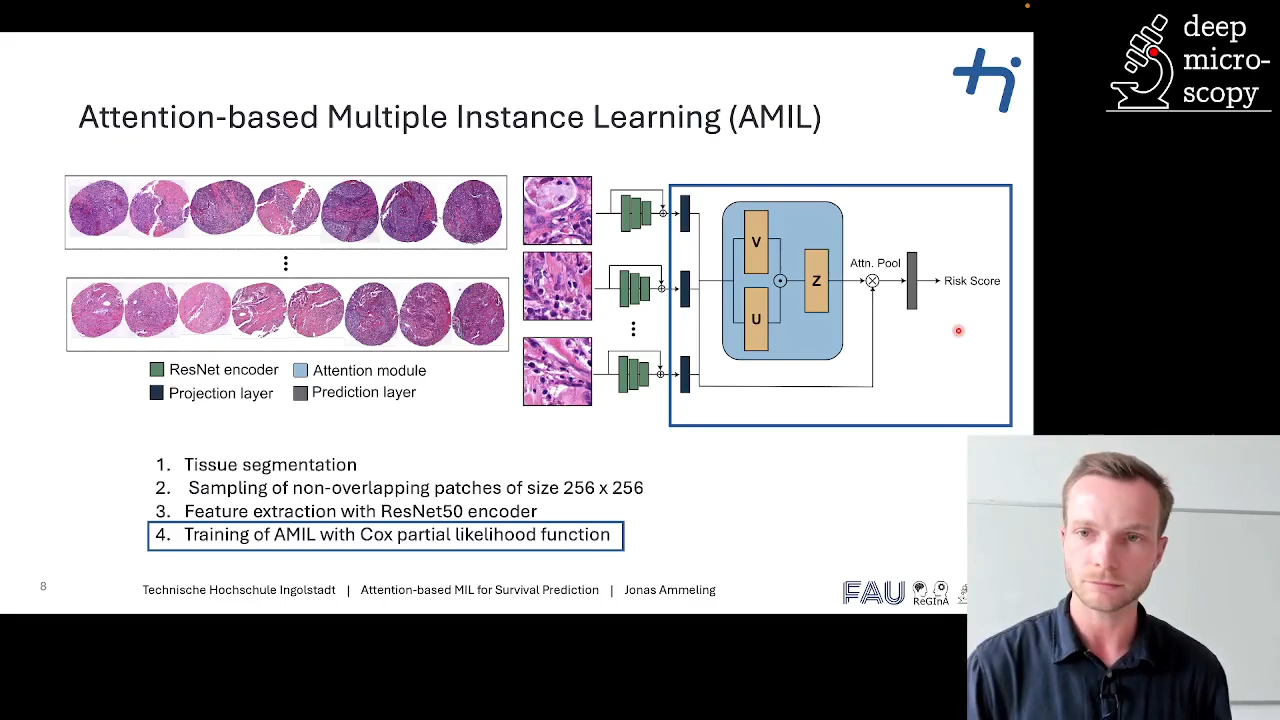 deep
micro-
scopy
Attention-based Multiple Instance Learning (AMIL)
V
U
Z
Attn. Pool
Risk Score
ResNet encoder
Attention module
Projection layer
Prediction layer
1. Tissue segmentation
2. Sampling of non-overlapping patches of size 256 x 256
3. Feature extraction with ResNet50 encoder
4. Training of AMIL with Cox partial likelihood function
8
Technische Hochschule Ingolstadt | Attention-based MIL for Survival Prediction | Jonas Ammeling
FAU
ReGInA